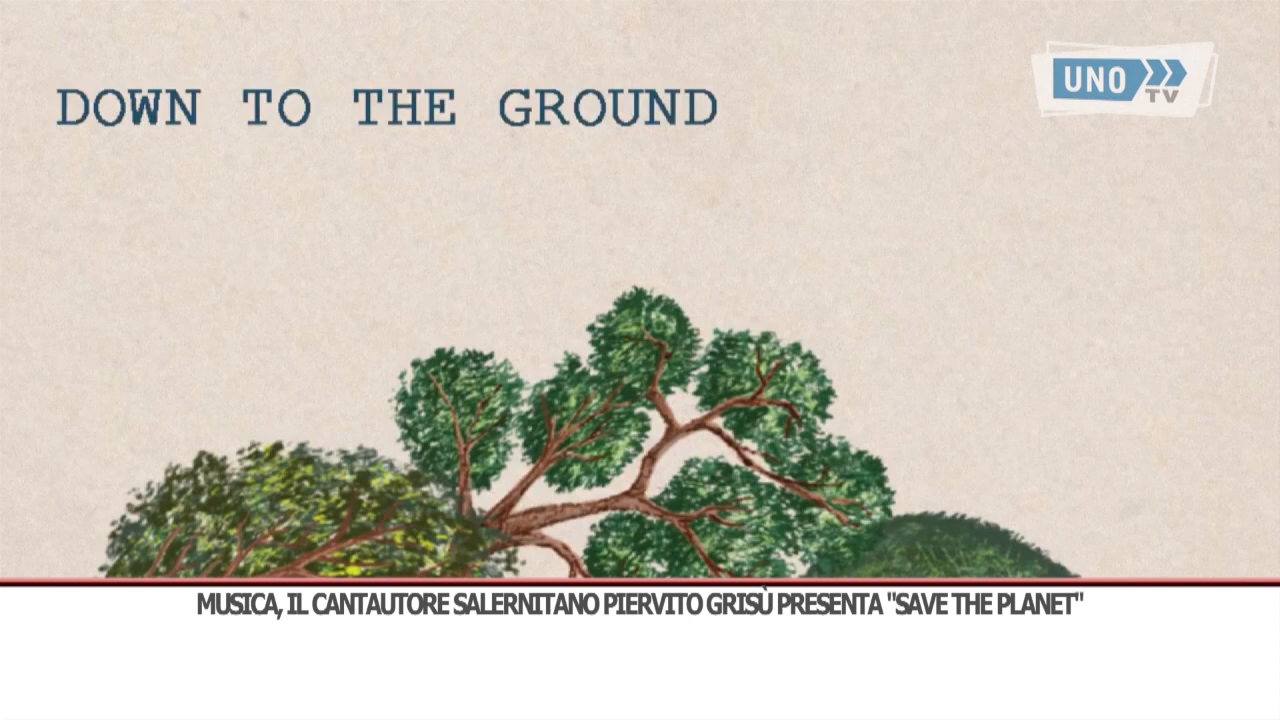 DOWN TO THE GROUND
UNO
TV
MUSICA, IL CANTAUTORE SALERNITANO PIERVITO GRISÙ PRESENTA "SAVE THE PLANET"